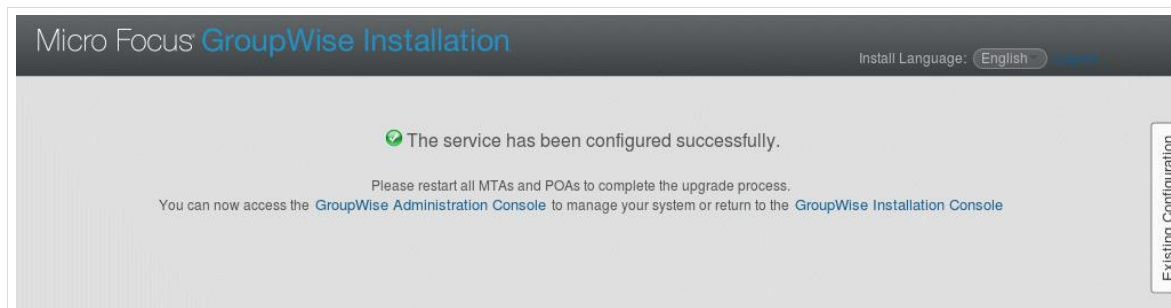 Micro Focus GroupWise Installation
Install Language: English
The service has been configured successfully.
Please restart all MTAs and POAs to complete the upgrade process.
You can now access the GroupWise Administration Console to manage your system or return to the GroupWise Installation Console
Existing Configuration